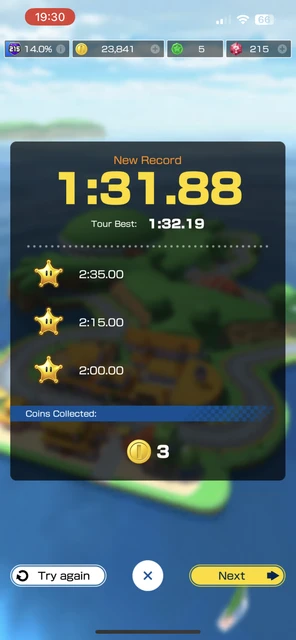 19:30
66
215 14.0% i 23,841 + 5 + 215 +
New Record
1:31.88
Tour Best: 1:32.19
2:35.00
2:15.00
2:00.00
Coins Collected:
3
Try again
Next